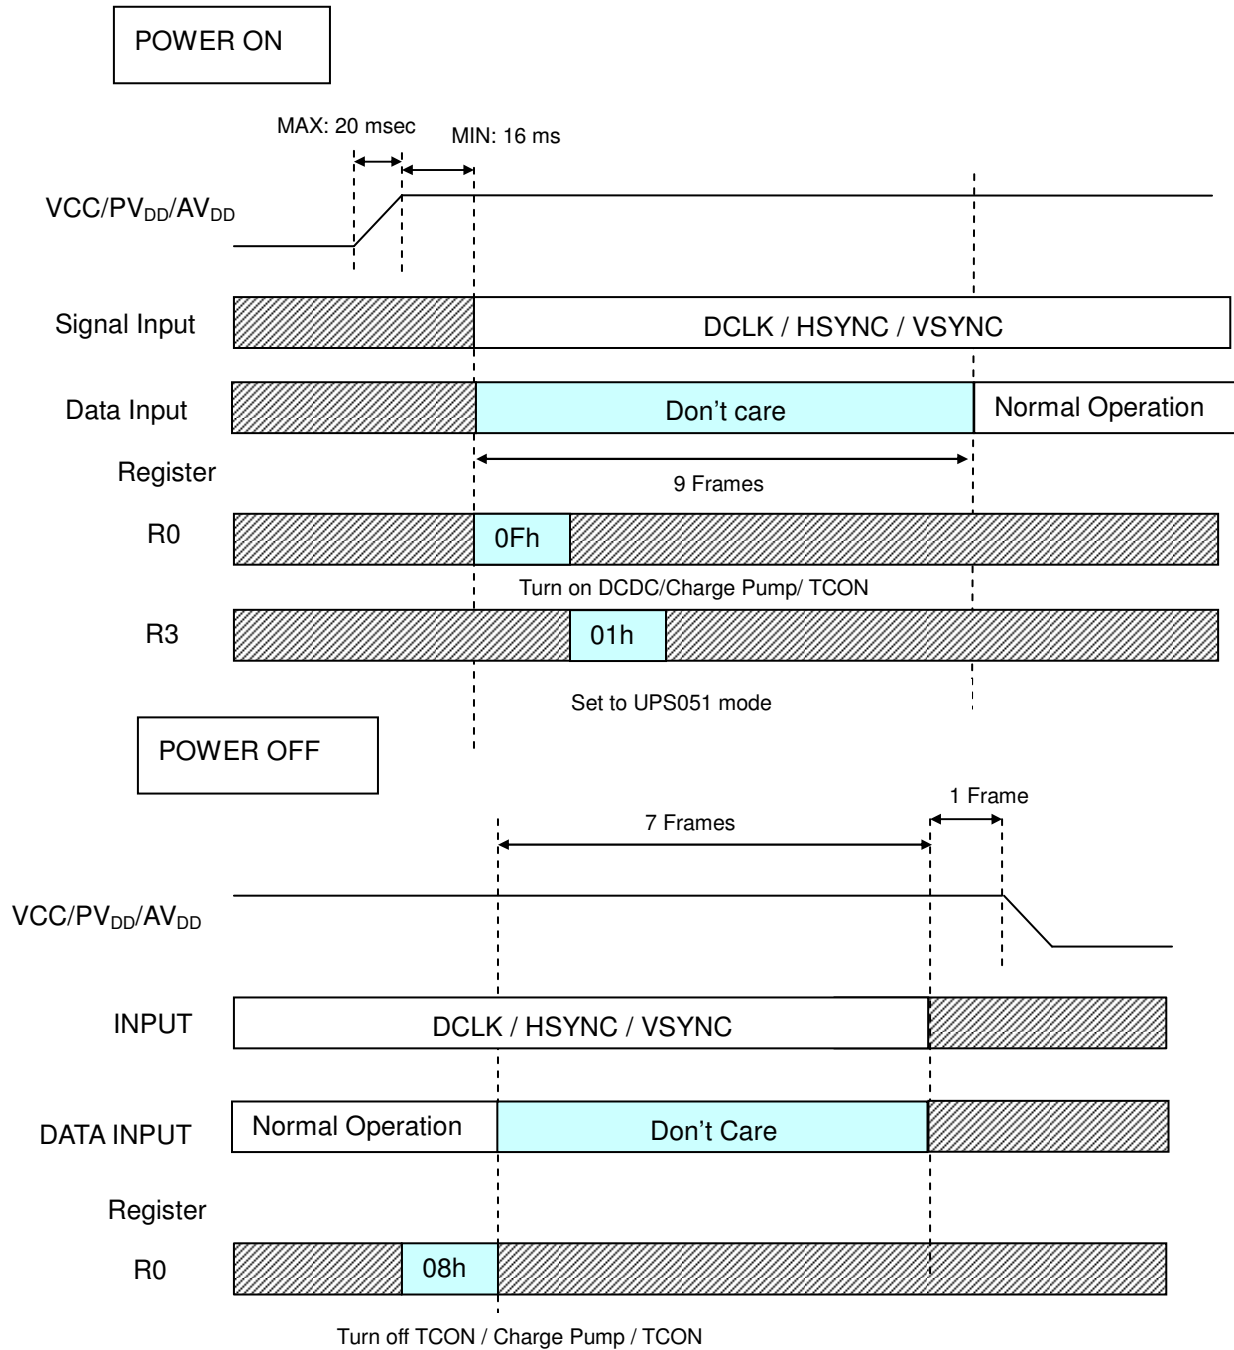 POWER ON
MAX: 20 msec
MIN: 16 ms
VCC/PVDD/AVDD
Signal Input
DCLK / HSYNC / VSYNC
Data Input
Don't care
Normal Operation
Register
9 Frames
R0
0Fh
Turn on DCDC/Charge Pump/ TCON
R3
01h
Set to UPS051 mode
POWER OFF
1 Frame
7 Frames
VCC/PVDD/AVDD
INPUT
DCLK / HSYNC / VSYNC
DATA INPUT
Normal Operation
Don't Care
Register
R0
08h
Turn off TCON / Charge Pump / TCON